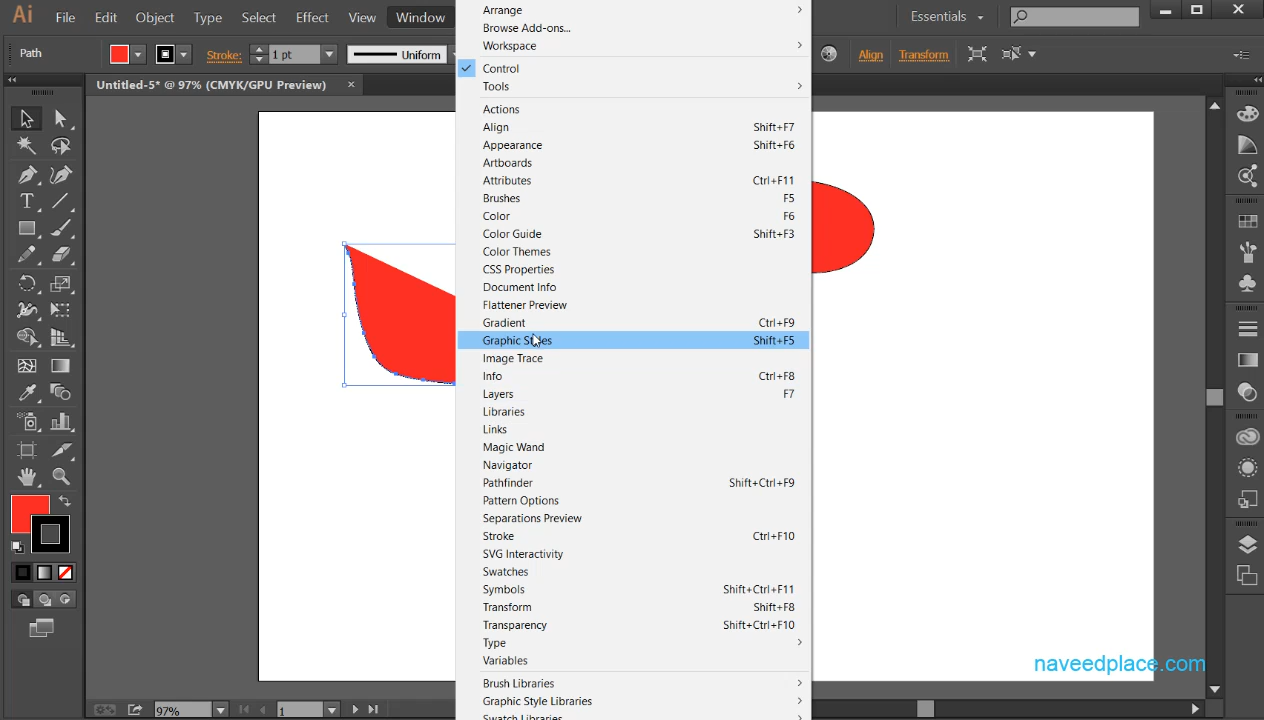 Ai File Edit Object Type Select Effect View Window Essentials
Path Stroke: 1 pt Uniform Align Transform
Untitled-5* @ 97% (CMYK/GPU Preview) ×
Arrange
Browse Add-ons...
Workspace
Control
Tools
Actions
Align Shift+F7
Appearance Shift+F6
Artboards
Attributes Ctrl+F11
Brushes F5
Color F6
Color Guide Shift+F3
Color Themes
CSS Properties
Document Info
Flattener Preview
Gradient Ctrl+F9
Graphic Styles Shift+F5
Image Trace
Info Ctrl+F8
Layers F7
Libraries
Links
Magic Wand
Navigator
Pathfinder Shift+Ctrl+F9
Pattern Options
Separations Preview
Stroke Ctrl+F10
SVG Interactivity
Swatches
Symbols Shift+Ctrl+F11
Transform Shift+F8
Transparency Shift+Ctrl+F10
Type
Variables
Brush Libraries
Graphic Style Libraries
Swatch Libraries
naveedplace.com
97% 1